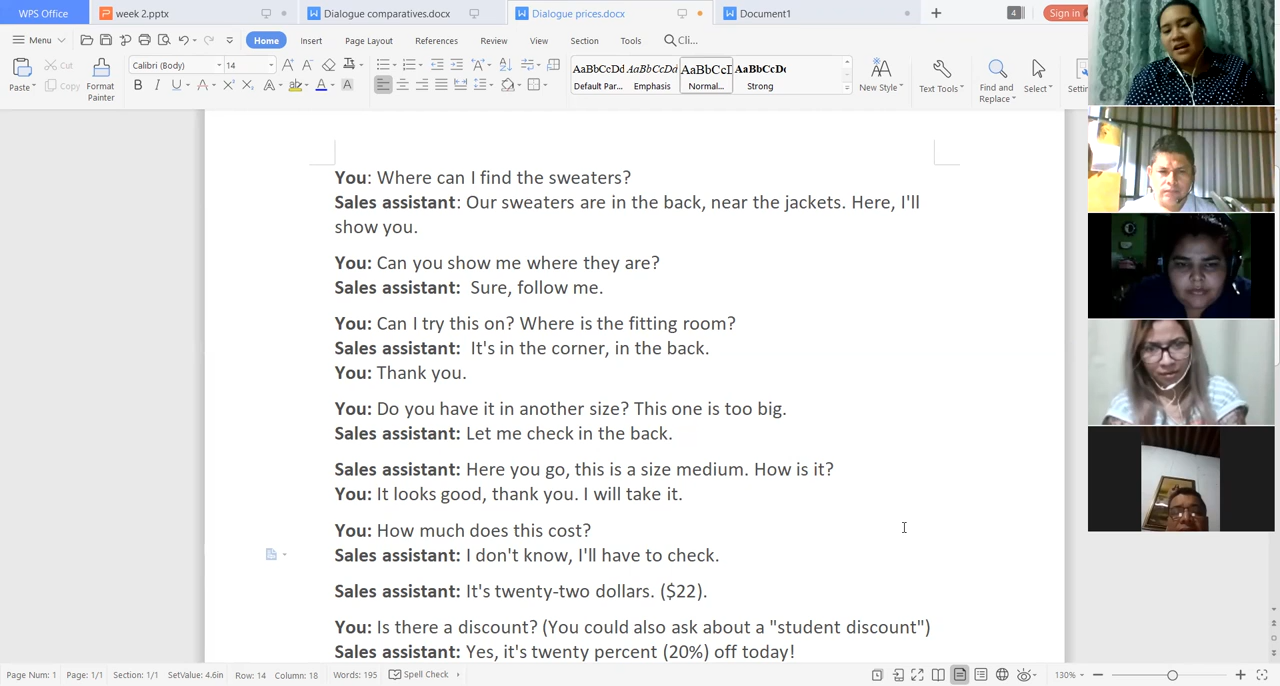 WPS Office week 2.pptx Dialogue comparatives.docx Dialogue prices.docx Document1 + 4 Sign in
Menu Home Insert Page Layout References Review View Section Tools Cli...
Cut Calibri (Body) 14 AaBbCcDd AaBbCcDd AaBbCcD AaBbCcDd
Paste Copy Format Painter B I U Default Par... Emphasis Normal... Strong New Style Text Tools Find and Replace Select
You: Where can I find the sweaters?
Sales assistant: Our sweaters are in the back, near the jackets. Here, I'll
show you.
You: Can you show me where they are?
Sales assistant: Sure, follow me.
You: Can I try this on? Where is the fitting room?
Sales assistant: It's in the corner, in the back.
You: Thank you.
You: Do you have it in another size? This one is too big.
Sales assistant: Let me check in the back.
Sales assistant: Here you go, this is a size medium. How is it?
You: It looks good, thank you. I will take it.
You: How much does this cost?
Sales assistant: I don't know, I'll have to check.
Sales assistant: It's twenty-two dollars. ($22).
You: Is there a discount? (You could also ask about a "student discount")
Sales assistant: Yes, it's twenty percent (20%) off today!
Page Num: 1 Page: 1/1 Section: 1/1 SetValue: 4.6in Row: 14 Column: 18 Words: 195 Spell Check 130%